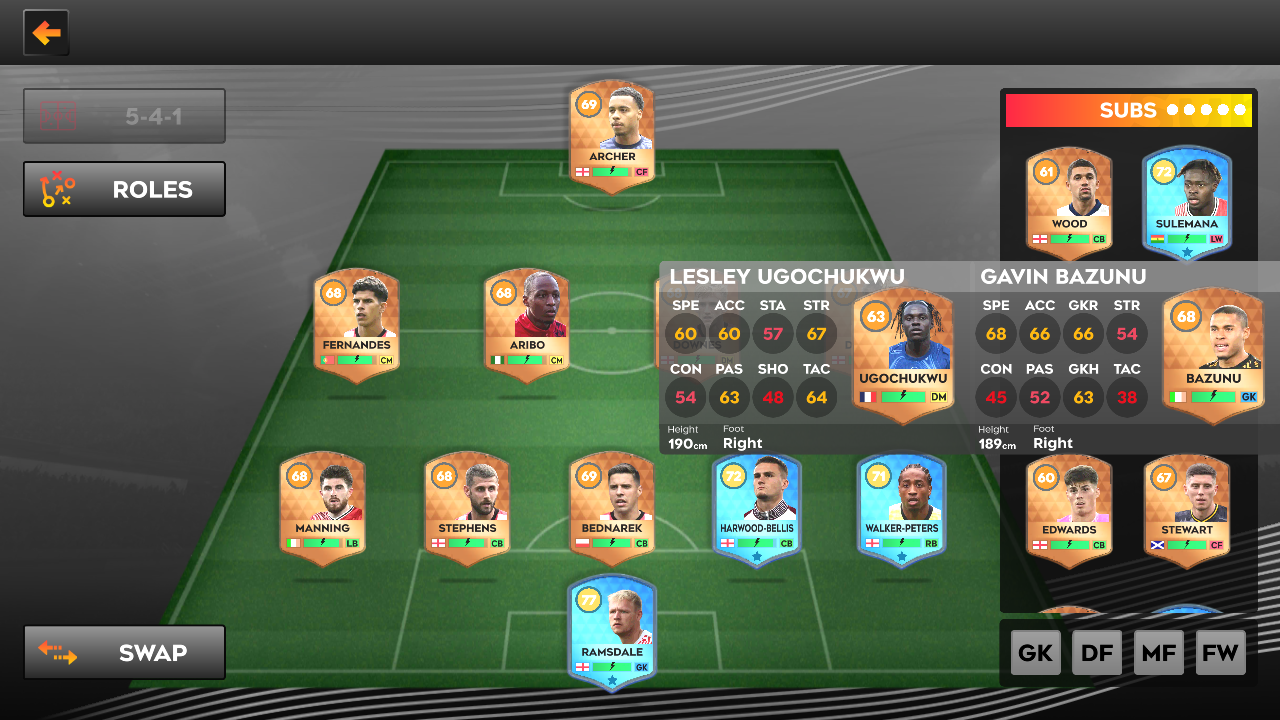 5-4-1
ROLES
69
ARCHER
CF
SUBS
61
WOOD
CB
72
SULEMANA
LW
68
FERNANDES
CM
68
ARIBO
CM
DOWNES
DM
LESLEY UGOCHUKWU
SPE ACC STA STR
60 60 57 67
CON PAS SHO TAC
54 63 48 64
Height Foot
190cm Right
63
UGOCHUKWU
DM
GAVIN BAZUNU
SPE ACC GKR STR
68 66 66 54
CON PAS GKH TAC
45 52 63 38
Height Foot
189cm Right
68
BAZUNU
GK
68
MANNING
LB
68
STEPHENS
CB
69
BEDNAREK
CB
72
HARWOOD-BELLIS
CB
71
WALKER-PETERS
RB
60
EDWARDS
CB
67
STEWART
CF
77
RAMSDALE
GK
SWAP
GK DF MF FW